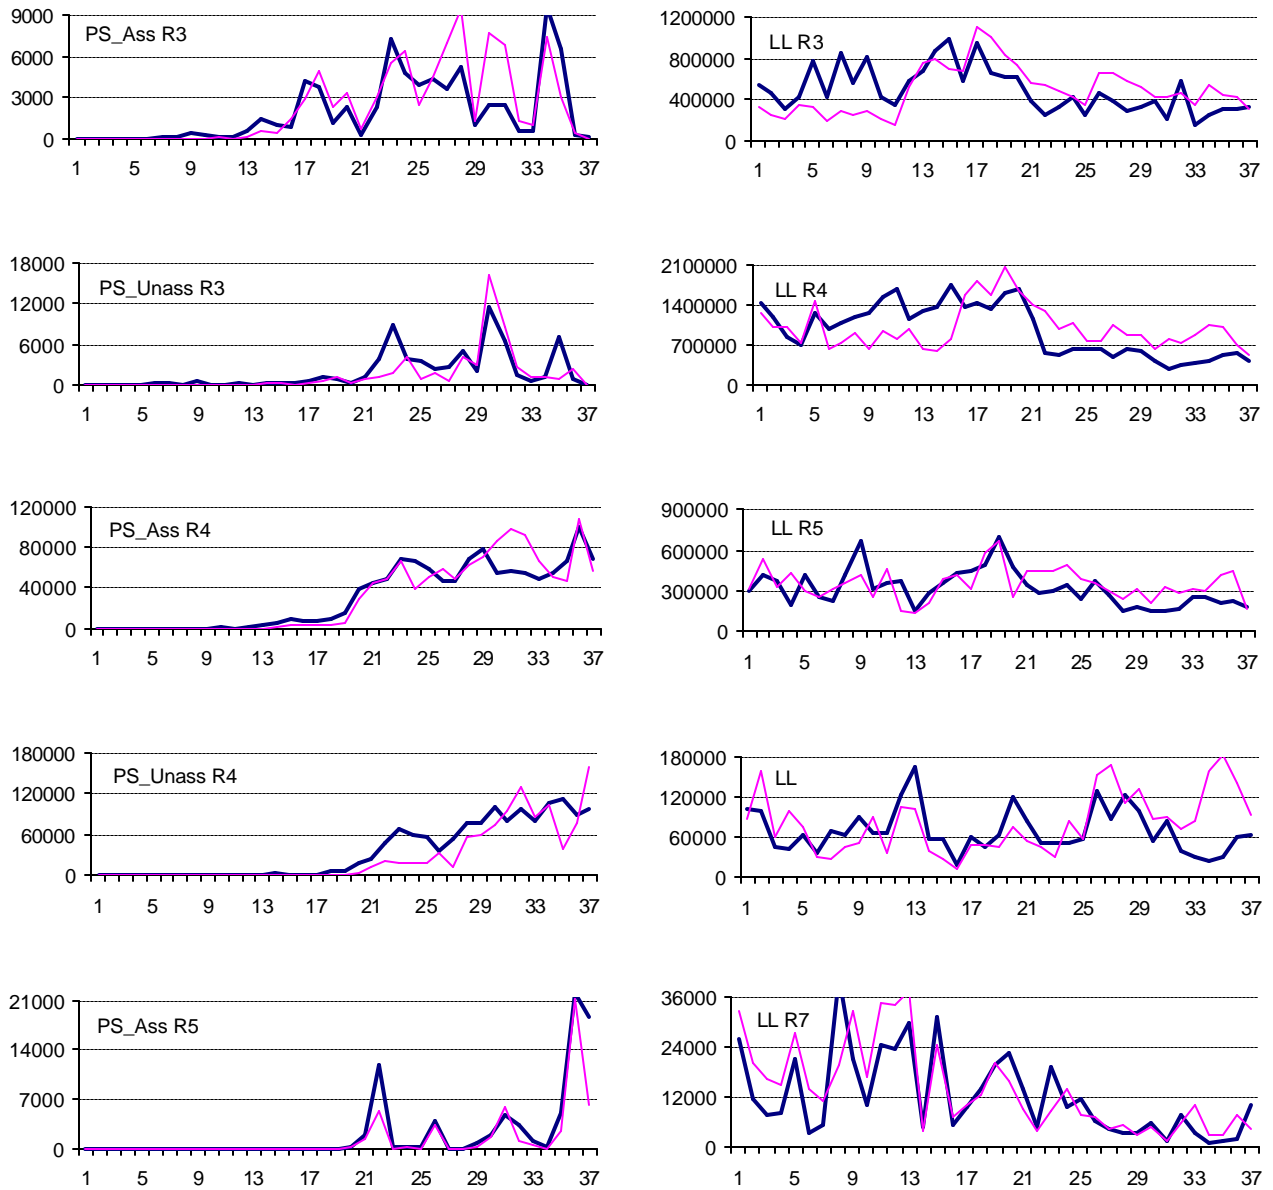 9000
6000
3000
0
PS_Ass R3
1 5 9 13 17 21 25 29 33 37
1200000
800000
400000
0
LL R3
1 5 9 13 17 21 25 29 33 37
18000
12000
6000
0
PS_Unass R3
1 5 9 13 17 21 25 29 33 37
2100000
1400000
700000
0
LL R4
1 5 9 13 17 21 25 29 33 37
120000
80000
40000
0
PS_Ass R4
1 5 9 13 17 21 25 29 33 37
900000
600000
300000
0
LL R5
1 5 9 13 17 21 25 29 33 37
180000
120000
60000
0
PS_Unass R4
1 5 9 13 17 21 25 29 33 37
180000
120000
60000
0
LL
1 5 9 13 17 21 25 29 33 37
21000
14000
7000
0
PS_Ass R5
1 5 9 13 17 21 25 29 33 37
36000
24000
12000
0
LL R7
1 5 9 13 17 21 25 29 33 37